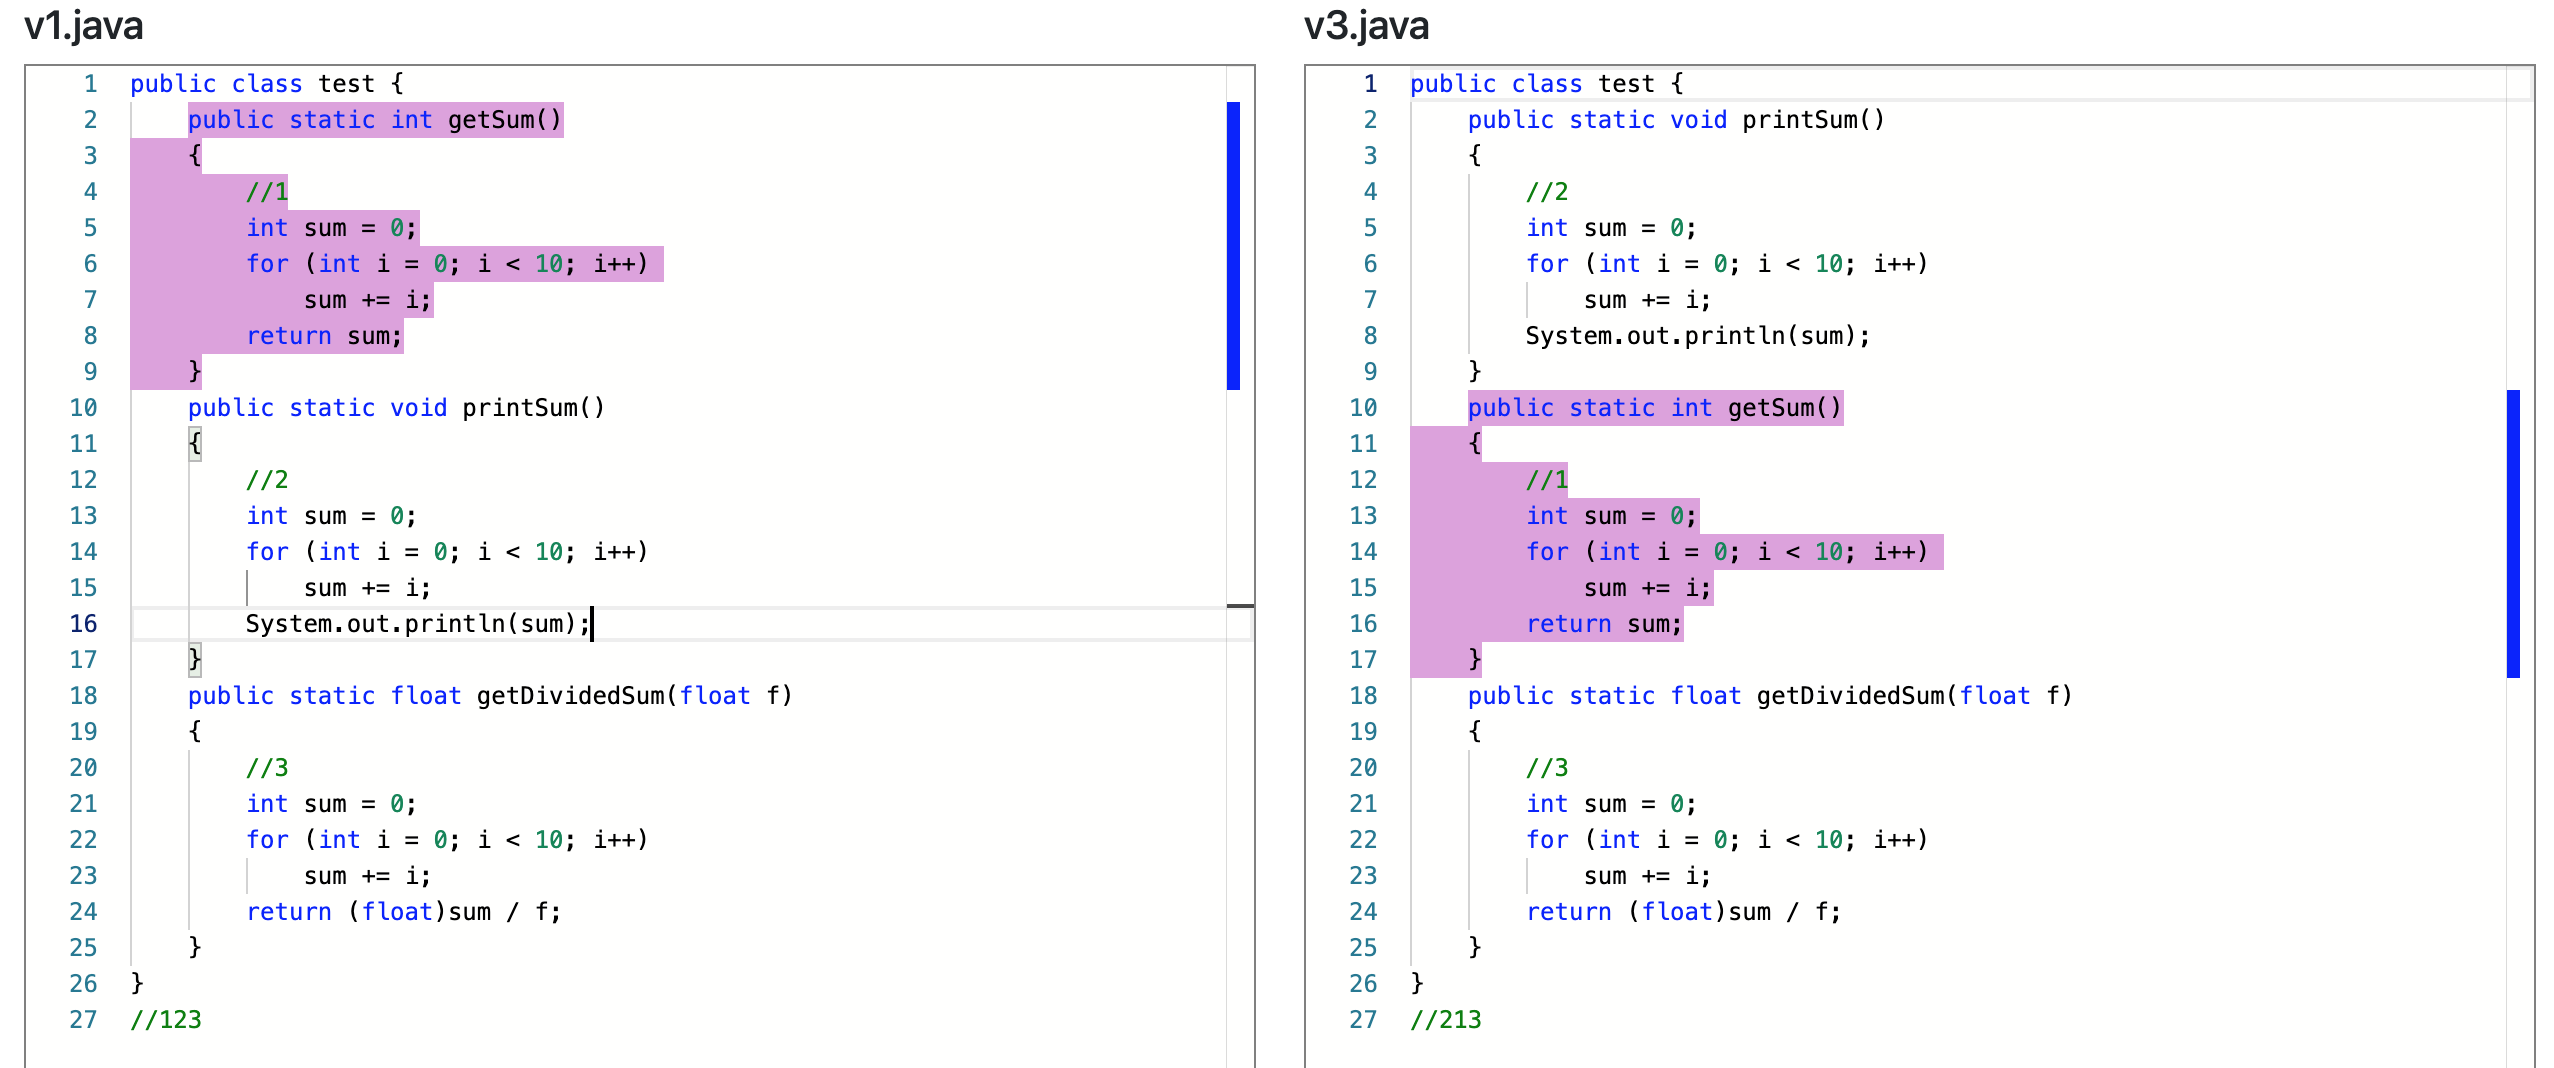 v1.java
1 public class test {
2     public static int getSum()
3     {
4         //1
5         int sum = 0;
6         for (int i = 0; i < 10; i++)
7             sum += i;
8         return sum;
9     }
10     public static void printSum()
11     {
12         //2
13         int sum = 0;
14         for (int i = 0; i < 10; i++)
15             sum += i;
16         System.out.println(sum);
17     }
18     public static float getDividedSum(float f)
19     {
20         //3
21         int sum = 0;
22         for (int i = 0; i < 10; i++)
23             sum += i;
24         return (float)sum / f;
25     }
26 }
27 //123
v3.java
1 public class test {
2     public static void printSum()
3     {
4         //2
5         int sum = 0;
6         for (int i = 0; i < 10; i++)
7             sum += i;
8         System.out.println(sum);
9     }
10     public static int getSum()
11     {
12         //1
13         int sum = 0;
14         for (int i = 0; i < 10; i++)
15             sum += i;
16         return sum;
17     }
18     public static float getDividedSum(float f)
19     {
20         //3
21         int sum = 0;
22         for (int i = 0; i < 10; i++)
23             sum += i;
24         return (float)sum / f;
25     }
26 }
27 //213